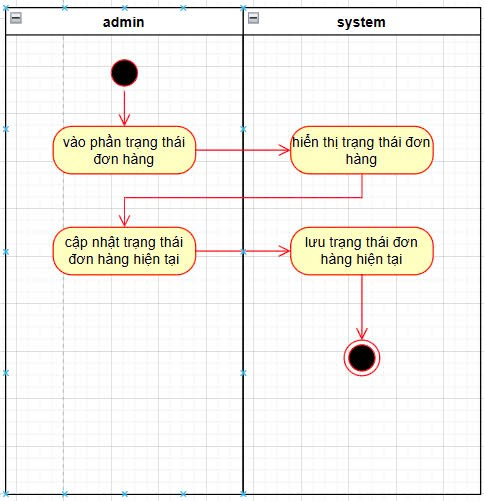 admin
system
vào phần trạng thái
đơn hàng
hiển thị trạng thái đơn
hàng
cập nhật trạng thái
đơn hàng hiện tại
lưu trạng thái đơn
hàng hiện tại